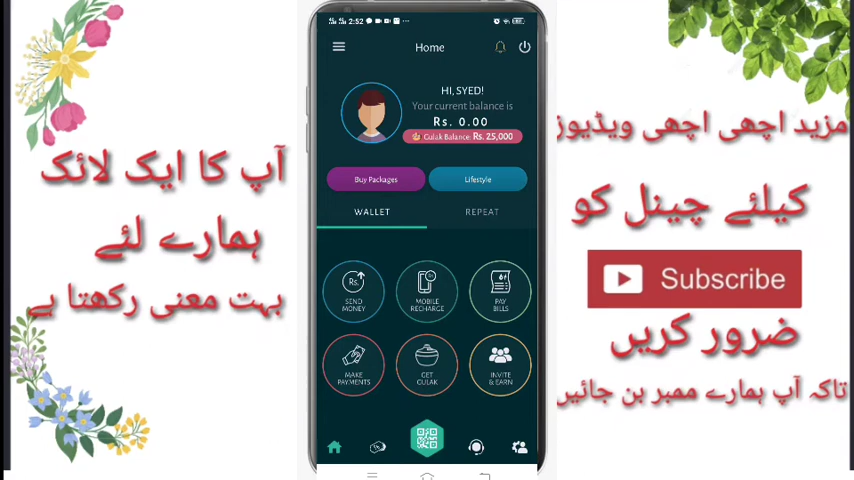 آپ کا ایک لائک
ہمارے لئے
بہت معنی رکھتا ہے
2:52
Home
HI, SYED!
Your current balance is
Rs. 0.00
Gulak Balance: Rs. 25,000
Buy Packages
Lifestyle
WALLET
REPEAT
Rs.
SEND
MONEY
MOBILE
RECHARGE
PAY
BILLS
MAKE
PAYMENTS
GET
GULAK
INVITE
& EARN
مزید اچھی اچھی ویڈیوز
کیلئے چینل کو
Subscribe
ضرور کریں
تاکہ آپ ہمارے ممبر بن جائیں